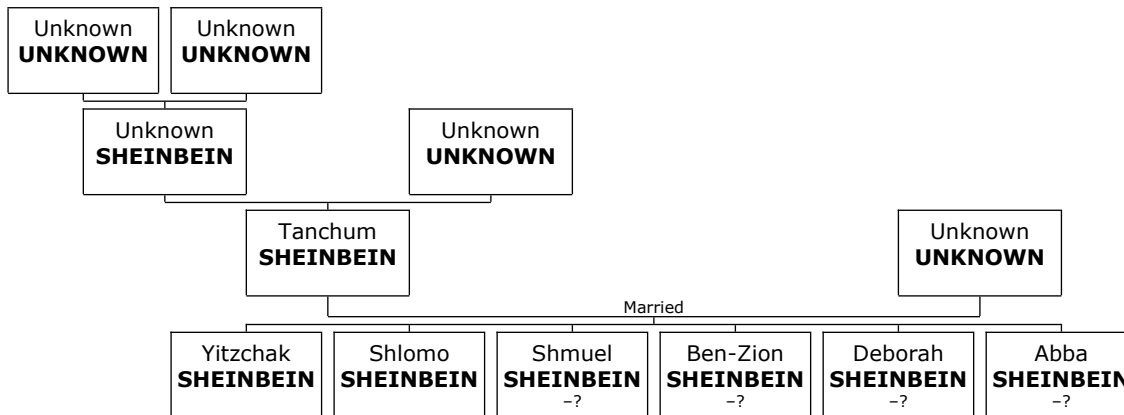 Unknown
UNKNOWN
Unknown
UNKNOWN
Unknown
SHEINBEIN
Unknown
UNKNOWN
Tanchum
SHEINBEIN
Unknown
UNKNOWN
Married
Yitzchak
SHEINBEIN
Shlomo
SHEINBEIN
Shmuel
SHEINBEIN
–?
Ben-Zion
SHEINBEIN
–?
Deborah
SHEINBEIN
–?
Abba
SHEINBEIN
–?